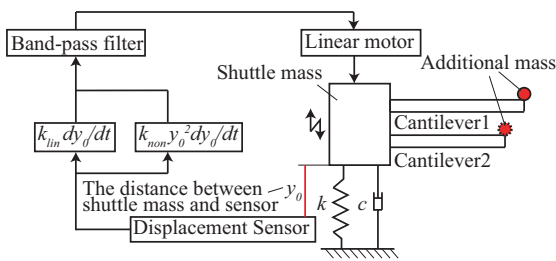 Band-pass filter
Linear motor
Additional mass
Shuttle mass
Cantilever1
Cantilever2
k_lin dy_0/dt
k_non y_0^2 dy_0/dt
The distance between
shuttle mass and sensor
y_0
k
c
Displacement Sensor